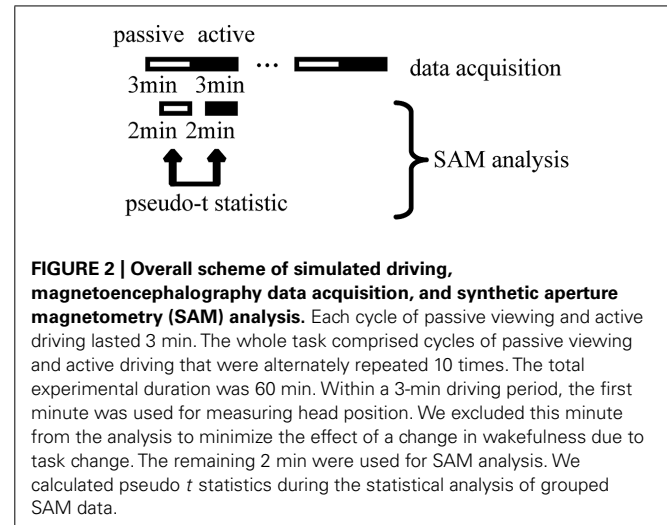 passive active
... data acquisition
3min 3min
2min 2min
SAM analysis
pseudo-t statistic
FIGURE 2 | Overall scheme of simulated driving,
magnetoencephalography data acquisition, and synthetic aperture
magnetometry (SAM) analysis. Each cycle of passive viewing and active
driving lasted 3 min. The whole task comprised cycles of passive viewing
and active driving that were alternately repeated 10 times. The total
experimental duration was 60 min. Within a 3-min driving period, the first
minute was used for measuring head position. We excluded this minute
from the analysis to minimize the effect of a change in wakefulness due to
task change. The remaining 2 min were used for SAM analysis. We
calculated pseudo t statistics during the statistical analysis of grouped
SAM data.